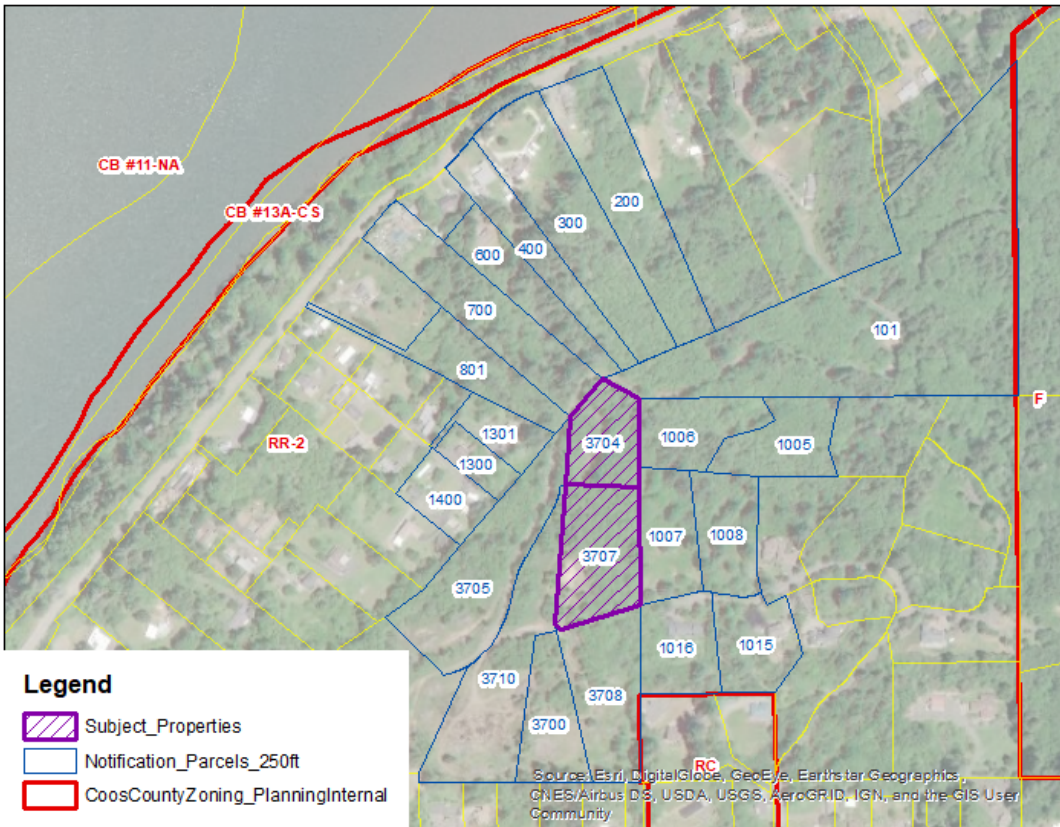 CB #11-NA
CB #13A-CS
200
300
400
600
700
101
801
F
1301
RR-2
3704
1006
1005
1300
1400
3707
1007
1008
3705
1016
1015
3710
3708
3700
RC
Legend
Subject_Properties
Notification_Parcels_250ft
CoosCountyZoning_PlanningInternal
Source: Esri, DigitalGlobe, GeoEye, Earthstar Geographics,
CNES/Airbus DS, USDA, USGS, AeroGRID, IGN, and the GIS User
Community